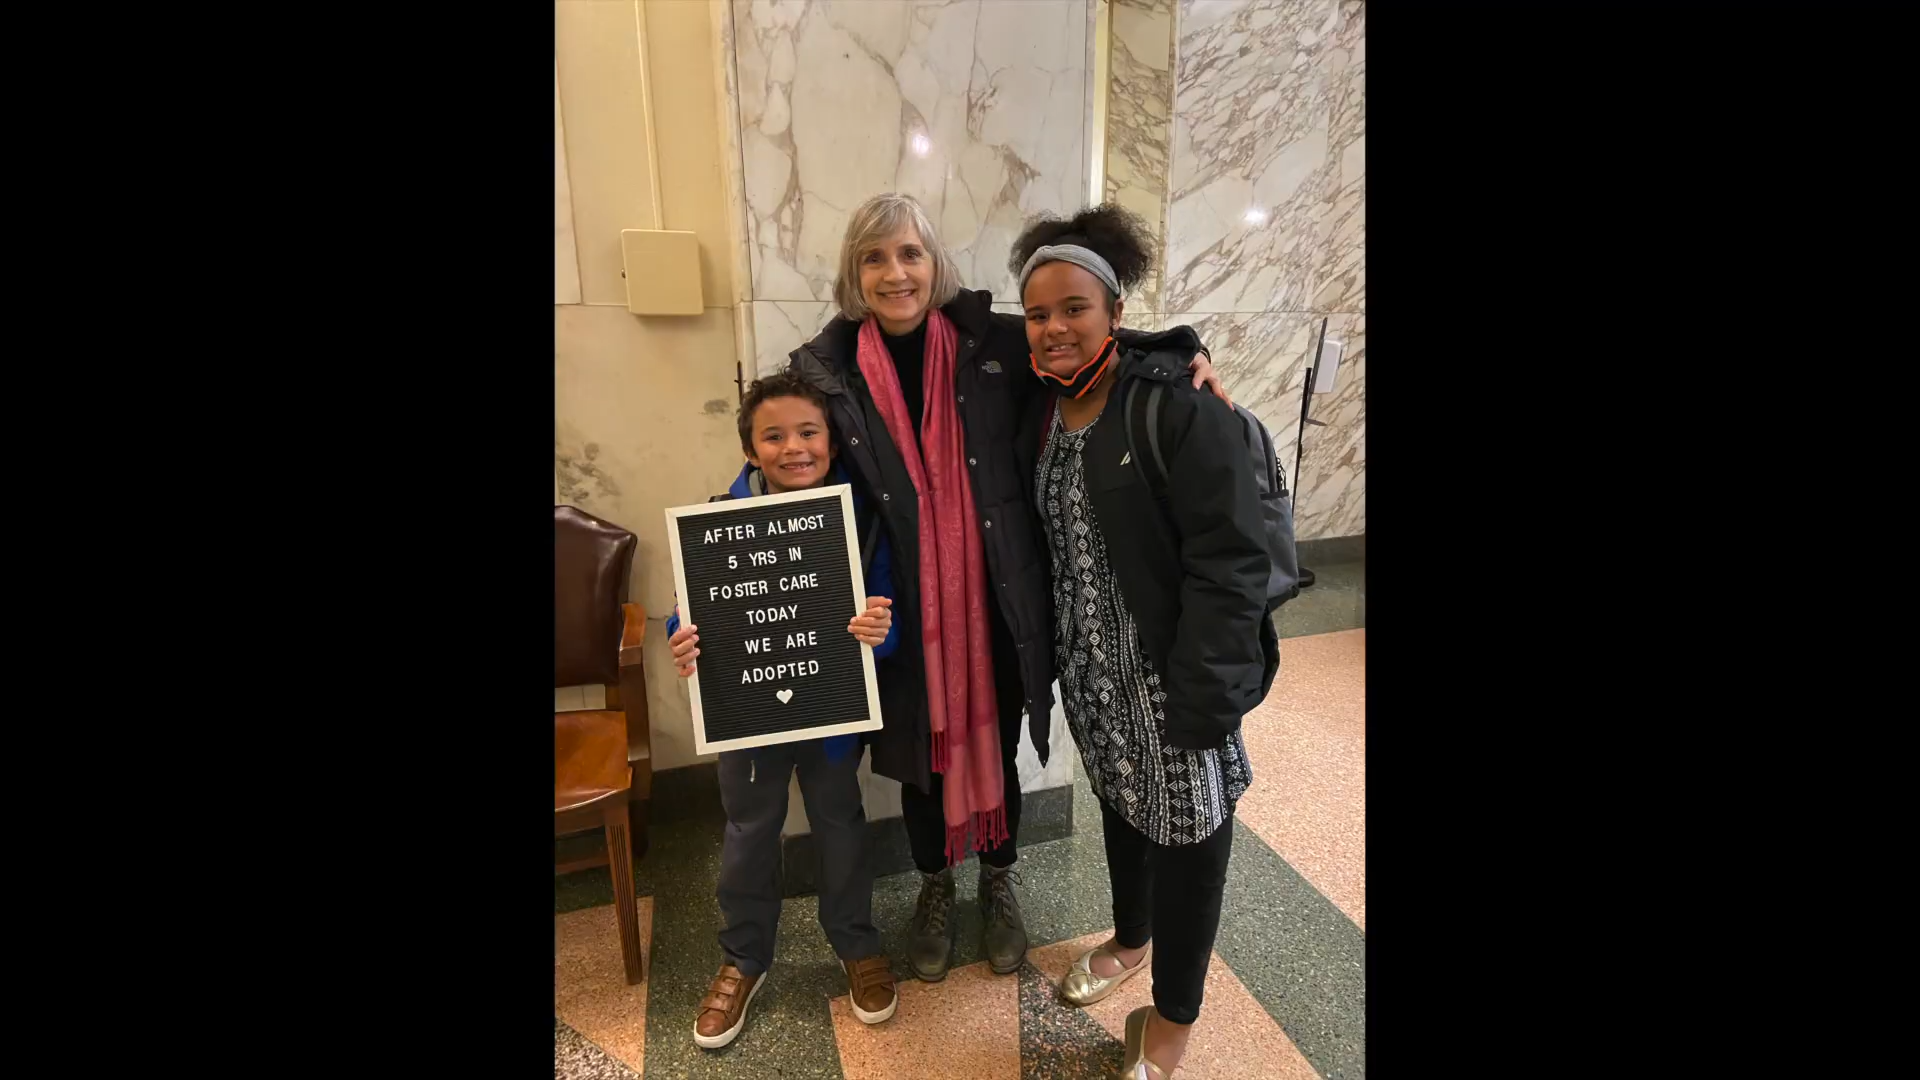 AFTER ALMOST
5 YRS IN
FOSTER CARE
TODAY
WE ARE
ADOPTED